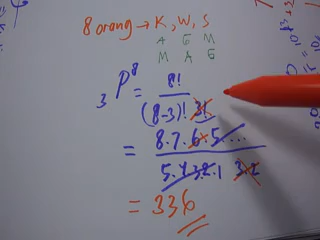 8 orang → K, W, S
A E M
M A E
3P8 = 8!
(8-3)! 3!
= 8.7.6.5....
5.4.3.2.1 3.2
= 336